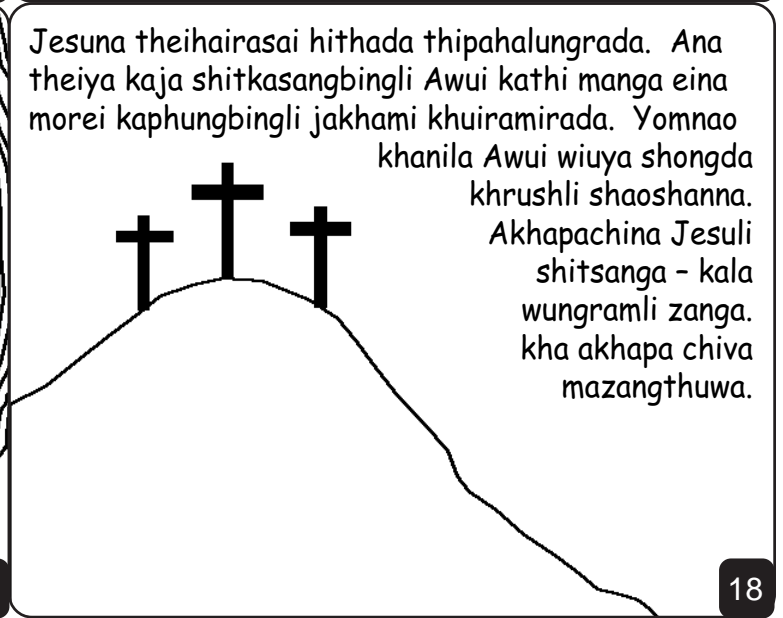 Jesuna theihairasai hithada thipahalungrada.  Ana
theiya kaja shitkasangbingli Awui kathi manga eina
morei kaphungbingli jakhami khuiramirada.  Yomnao
khanila Awui wiuya shongda
khrushli shaoshanna.
Akhapachina Jesuli
shitsanga – kala
wungramli zanga.
kha akhapa chiva
mazangthuwa.
18